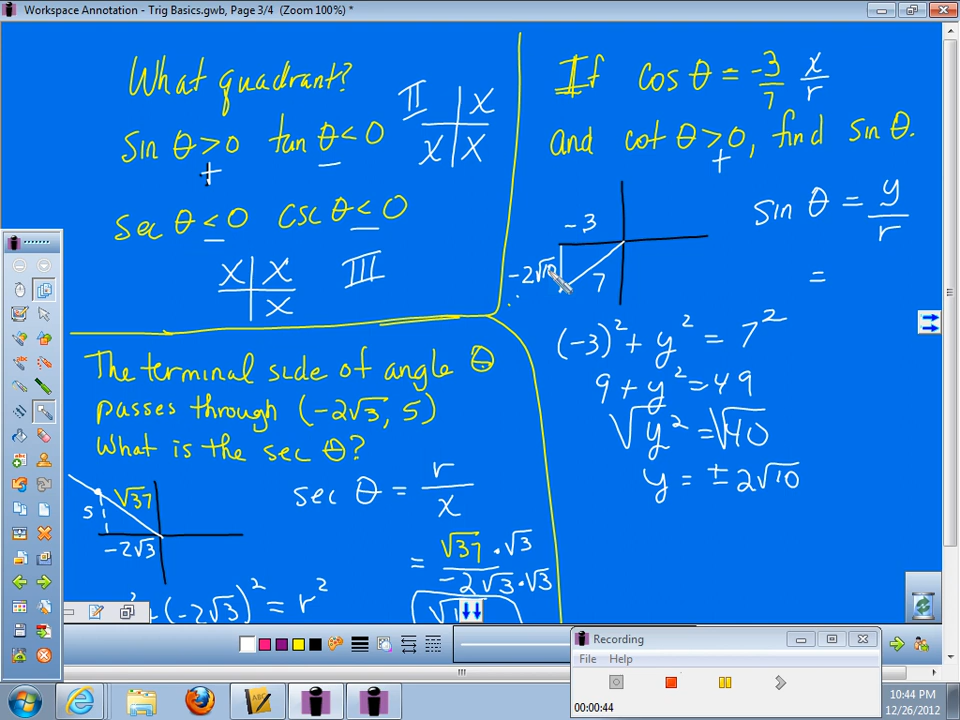 Workspace Annotation - Trig Basics.gwb, Page 3/4 (Zoom 100%) *
What quadrant?
sin θ > 0 tan θ < 0 II
+ −
X
X X
sec θ < 0 csc θ < 0
− −
X X III
X
If cos θ = -3/7 x/r
and cot θ > 0, find sin θ.
+
sin θ = y/r
=
-3
-2√10
7
(-3)² + y² = 7²
9 + y² = 49
√y² = √40
y = ± 2√10
The terminal side of angle θ
passes through (-2√3, 5)
What is the sec θ?
√37
5
-2√3
sec θ = r/x
= √37 • √3
-2√3 • √3
(-2√3)² = r²
Recording
File Help
00:00:44
10:44 PM
12/26/2012